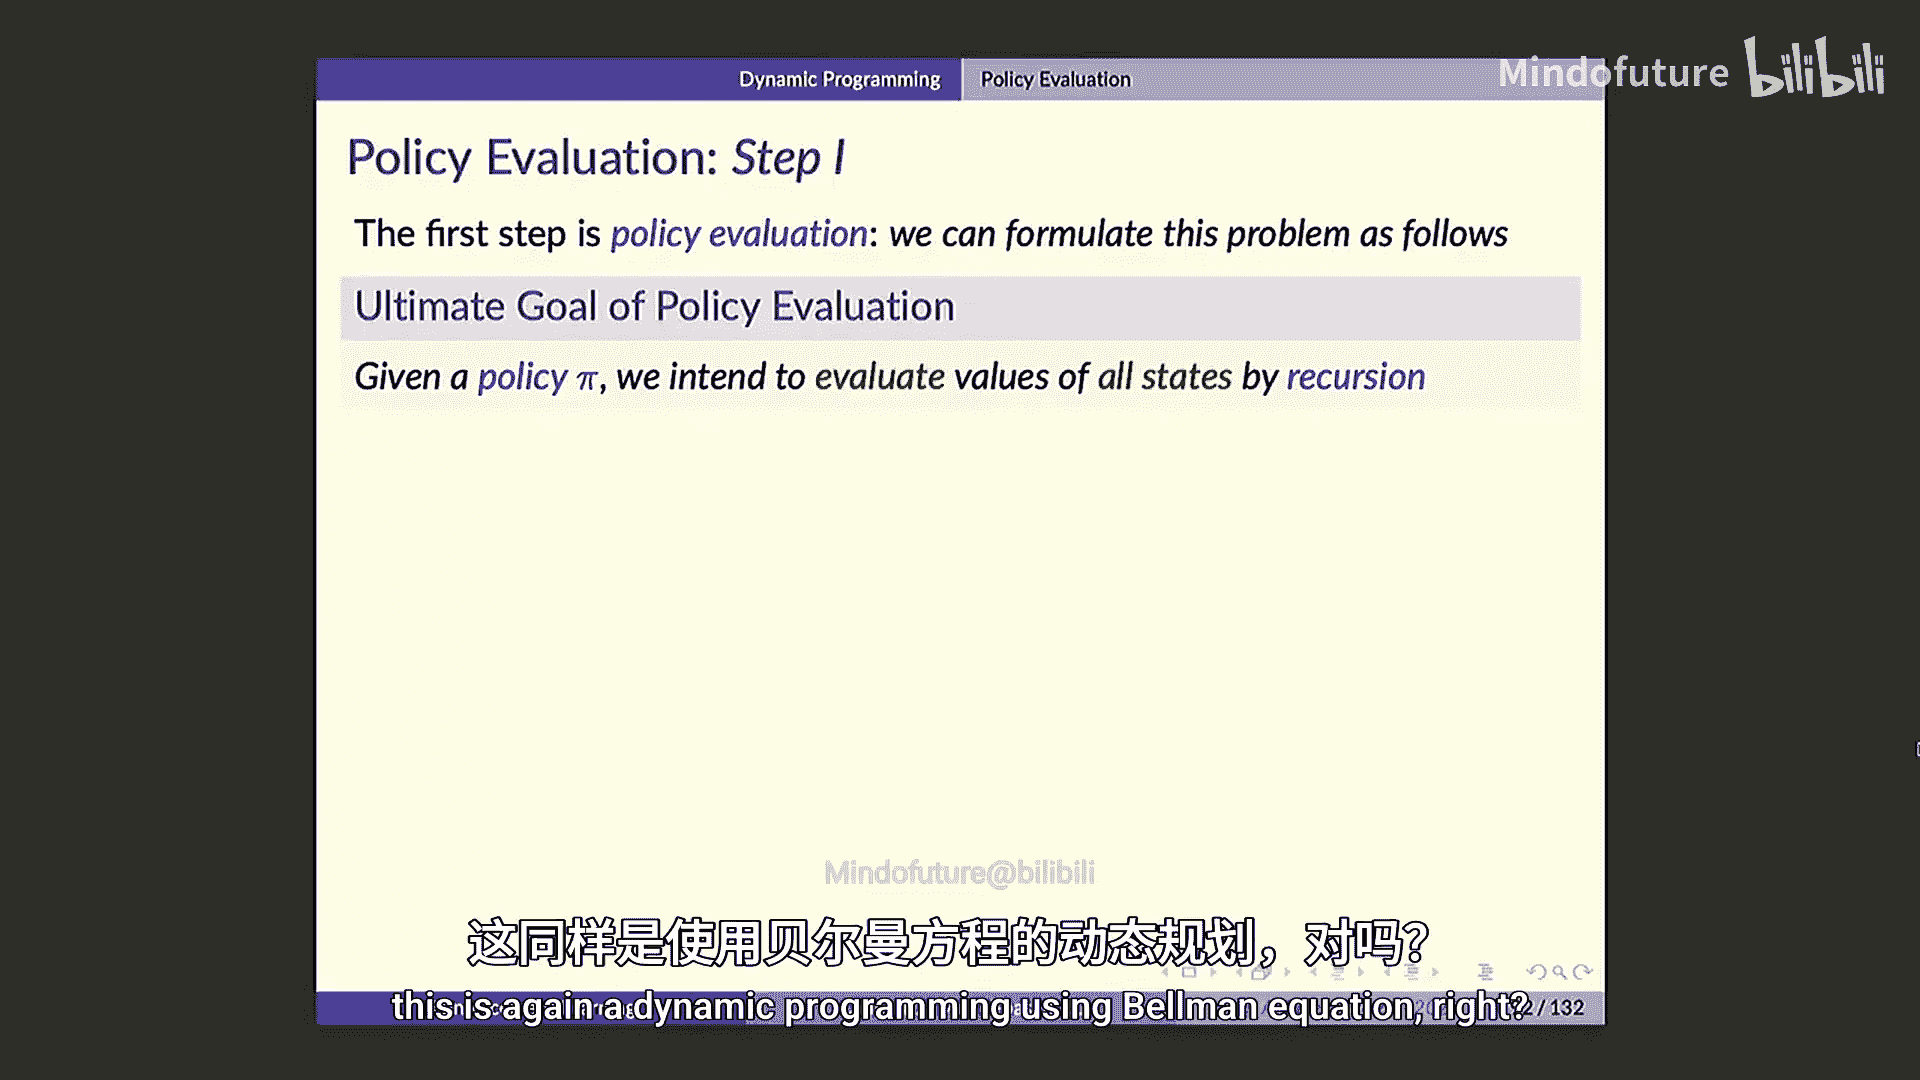 Dynamic Programming
Policy Evaluation
Mindofuture bilibili
Policy Evaluation: Step I
The first step is policy evaluation: we can formulate this problem as follows
Ultimate Goal of Policy Evaluation
Given a policy π, we intend to evaluate values of all states by recursion
Mindofuture@bilibili
这同样是使用贝尔曼方程的动态规划，对吗？
this is again a dynamic programming using Bellman equation, right?
/ 132